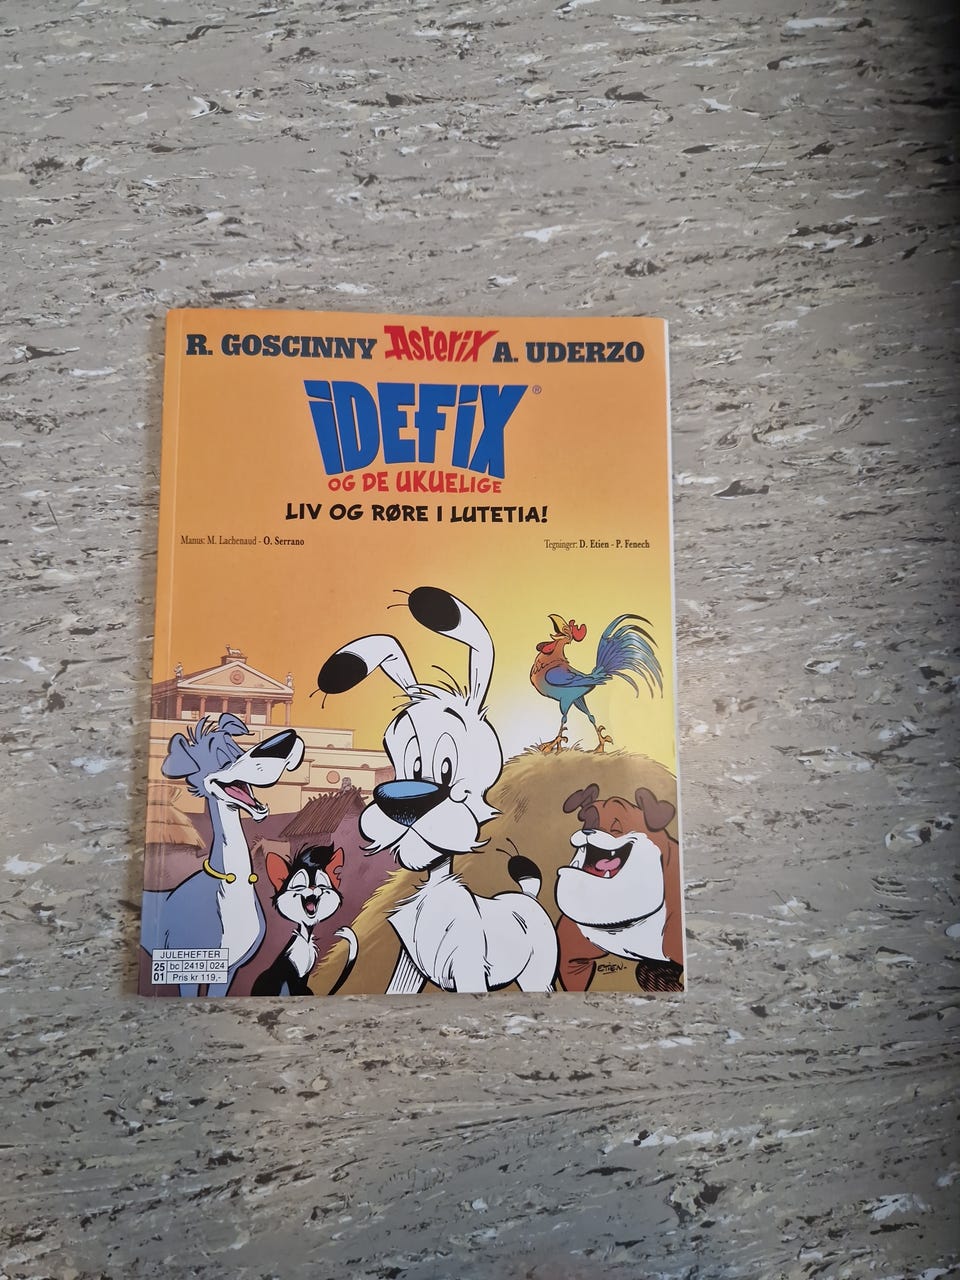 R. GOSCINNY Asterix A. UDERZO
iDEFiX®
OG DE UKUELIGE
LIV OG RØRE I LUTETIA!
Manus: M. Lachenaud - O. Serrano
Tegninger: D. Etien - P. Fenech
JULEHEFTER
25 bc 2419 024
01 Pris kr 119,-
ETIEN-